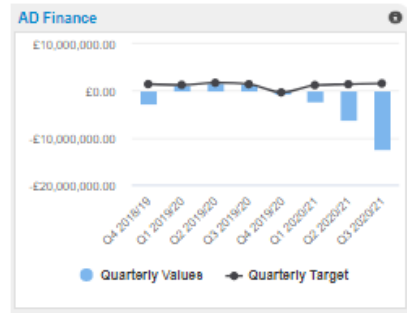 AD Finance
£10,000,000.00
£0.00
-£10,000,000.00
-£20,000,000.00
Q4 2018/19
Q1 2019/20
Q2 2019/20
Q3 2019/20
Q4 2019/20
Q1 2020/21
Q2 2020/21
Q3 2020/21
Quarterly Values
Quarterly Target